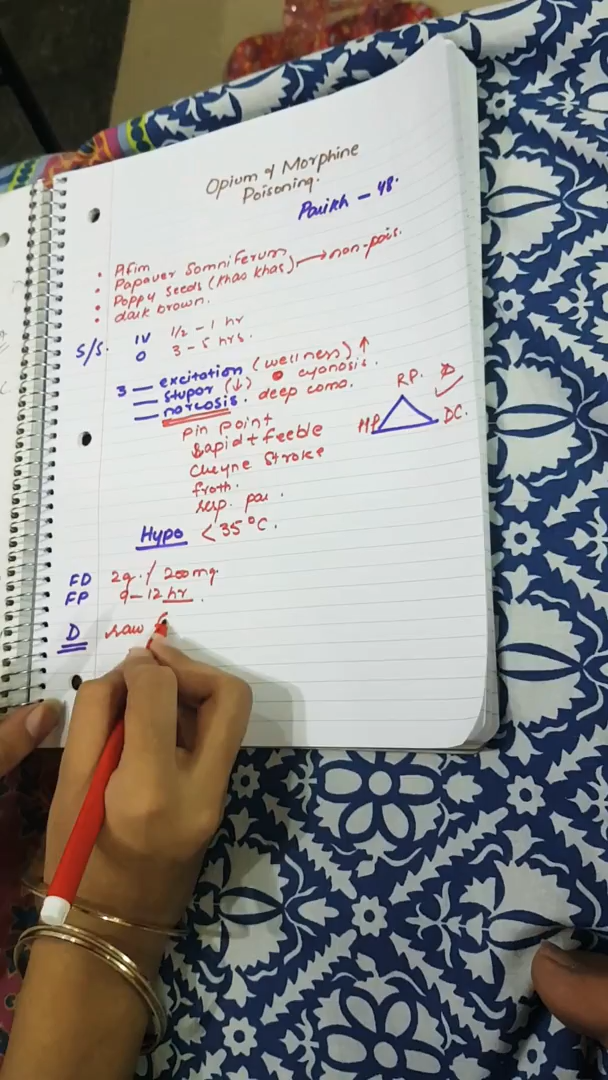 Opium & Morphine
Poisoning.
Parikh - 48.
• Afim
• Papaver Somniferum
• Poppy Seeds (Khas Khas) → non-pois.
• dark brown.
S/S. IV 1/2 - 1 hr
O 3 - 5 hrs.
3 — excitation (wellness) ↑
— stupor (↓) • cyanosis.
— narcosis. deep coma.
RP.
HP DC.
Pin Point
Rapid + feeble
Cheyne Stroke
froth.
resp. par.
Hypo < 35°C.
FD 2g. / 200mg.
FP 9-12 hr.
D raw